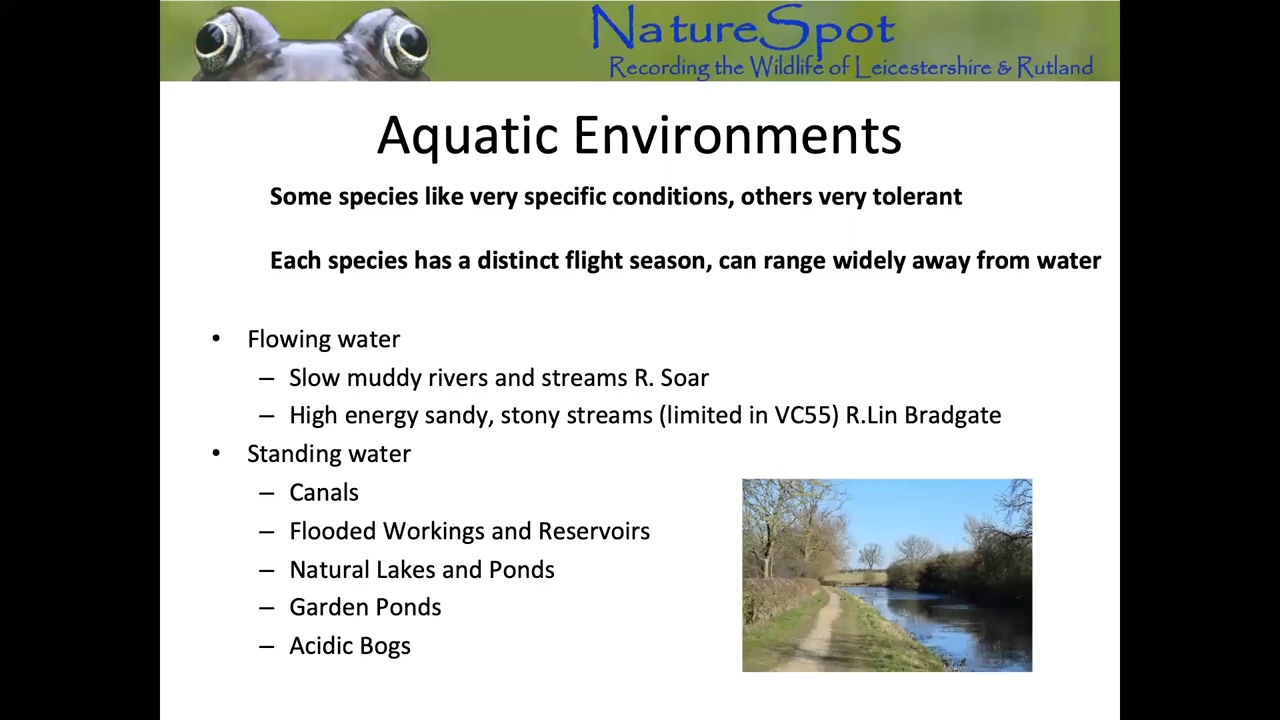 NatureSpot
Recording the Wildlife of Leicestershire & Rutland
Aquatic Environments
Some species like very specific conditions, others very tolerant
Each species has a distinct flight season, can range widely away from water
• Flowing water
– Slow muddy rivers and streams R. Soar
– High energy sandy, stony streams (limited in VC55) R.Lin Bradgate
• Standing water
– Canals
– Flooded Workings and Reservoirs
– Natural Lakes and Ponds
– Garden Ponds
– Acidic Bogs